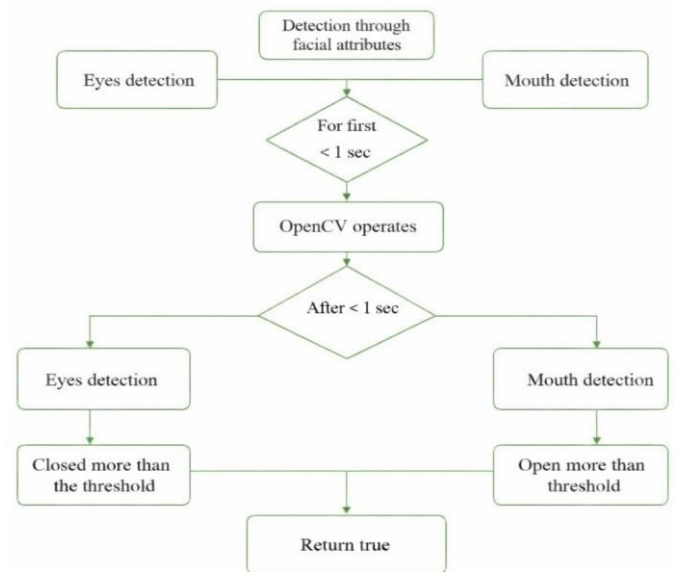 Detection through
facial attributes
Eyes detection
Mouth detection
For first
< 1 sec
OpenCV operates
After < 1 sec
Eyes detection
Mouth detection
Closed more than
the threshold
Open more than
threshold
Return true